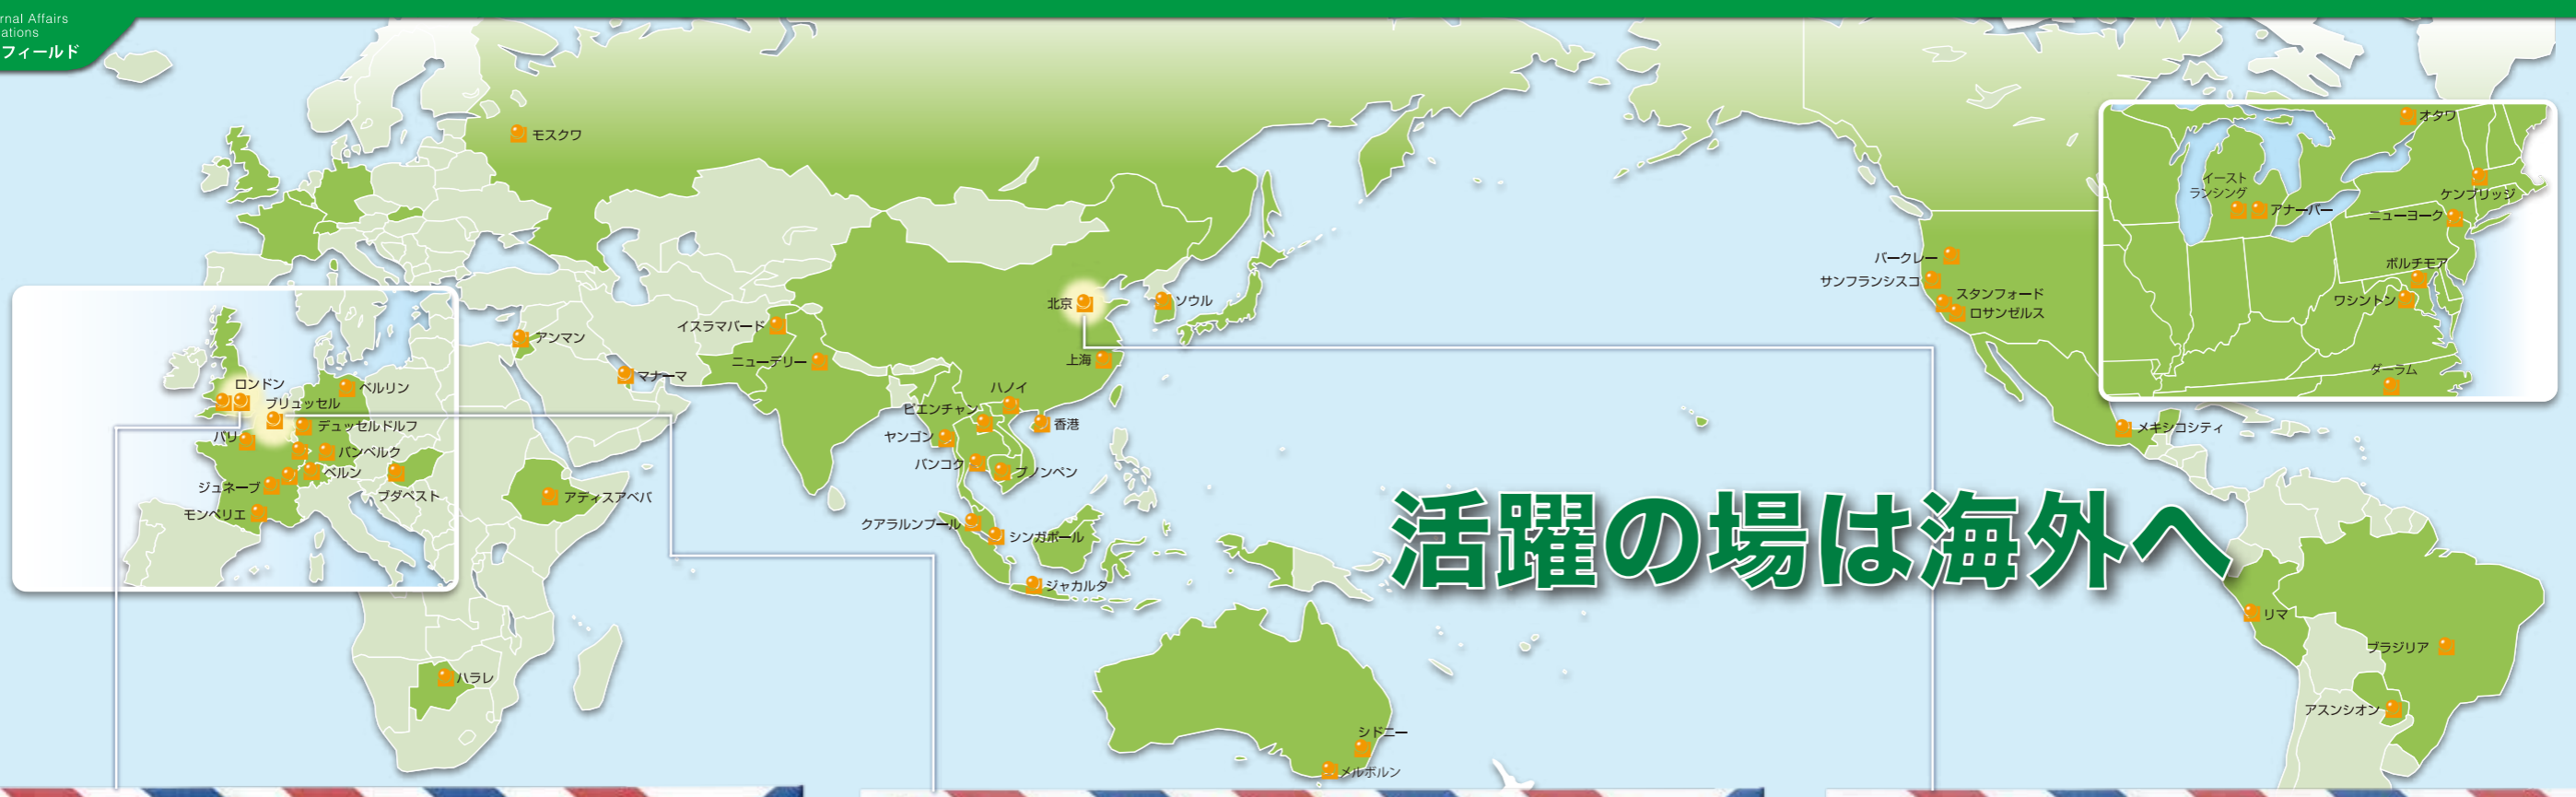 rnal Affairs
ations
フィールド
モスクワ
オタワ
イースト
ランシング
アナーバー
ケンブリッジ
ニューヨーク
ボルチモア
ワシントン
ダーラム
バークレー
サンフランシスコ
スタンフォード
ロサンゼルス
メキシコシティ
北京
ソウル
上海
イスラマバード
ニューデリー
アンマン
マナーマ
ハノイ
ビエンチャン
香港
ヤンゴン
バンコク
プノンペン
クアラルンプール
シンガポール
ジャカルタ
ロンドン
ベルリン
ブリュッセル
デュッセルドルフ
パリ
バンベルク
ベルン
ジュネーブ
ブダペスト
モンペリエ
アディスアベバ
ハラレ
活躍の場は海外へ
リマ
ブラジリア
アスンシオン
シドニー
メルボルン